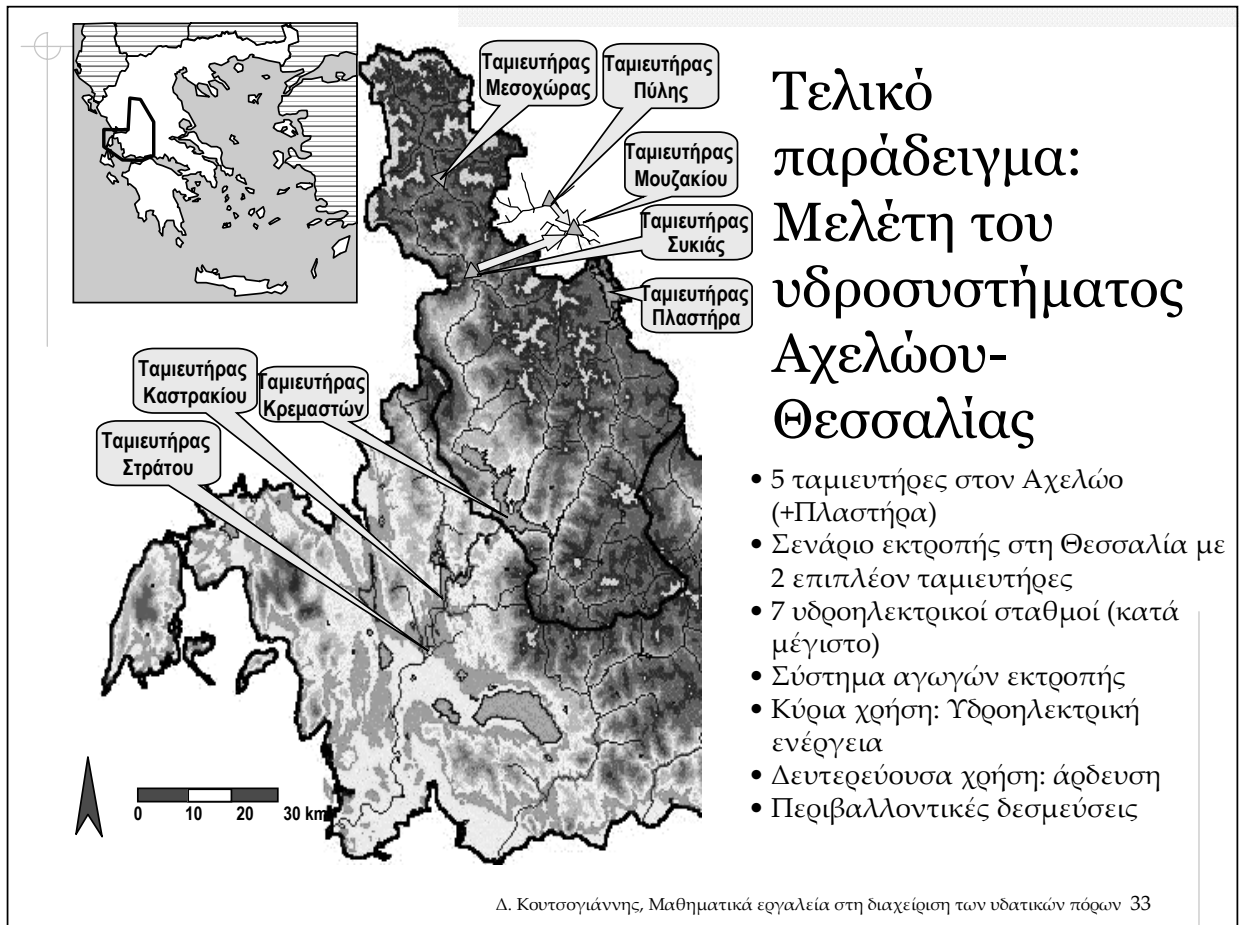 Ταμιευτήρας
Μεσοχώρας
Ταμιευτήρας
Πύλης
Ταμιευτήρας
Μουζακίου
Ταμιευτήρας
Συκιάς
Ταμιευτήρας
Πλαστήρα
Ταμιευτήρας
Καστρακίου
Ταμιευτήρας
Κρεμαστών
Ταμιευτήρας
Στράτου
0 10 20 30 km
Τελικό
παράδειγμα:
Μελέτη του
υδροσυστήματος
Αχελώου-
Θεσσαλίας
• 5 ταμιευτήρες στον Αχελώο
(+Πλαστήρα)
• Σενάριο εκτροπής στη Θεσσαλία με
2 επιπλέον ταμιευτήρες
• 7 υδροηλεκτρικοί σταθμοί (κατά
μέγιστο)
• Σύστημα αγωγών εκτροπής
• Κύρια χρήση: Υδροηλεκτρική
ενέργεια
• Δευτερεύουσα χρήση: άρδευση
• Περιβαλλοντικές δεσμεύσεις
Δ. Κουτσογιάννης, Μαθηματικά εργαλεία στη διαχείριση των υδατικών πόρων 33